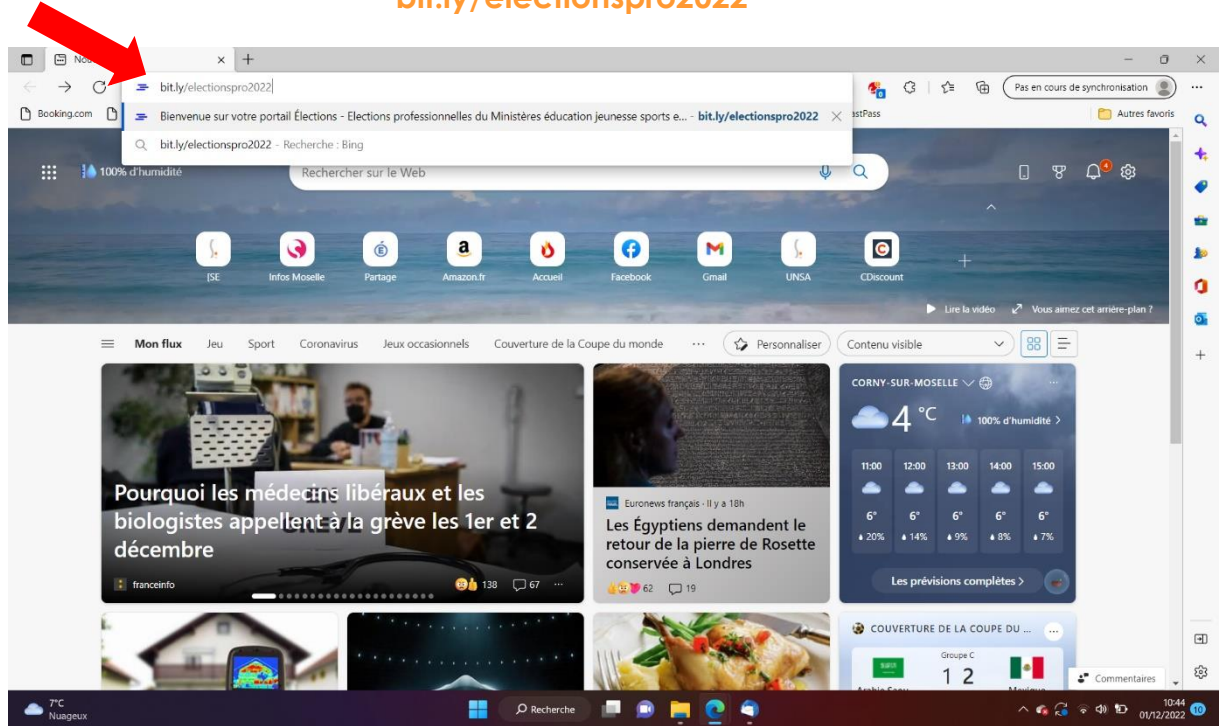 bit.ly/electionspro2022
Nou
bit.ly/electionspro2022
Pas en cours de synchronisation
Booking.com
Bienvenue sur votre portail Élections - Elections professionnelles du Ministères éducation jeunesse sports e... - bit.ly/electionspro2022
astPass
Autres favoris
bit.ly/electionspro2022 - Recherche : Bing
100% d'humidité
Rechercher sur le Web
4
JSE
Infos Moselle
Partage
Amazon.fr
Accueil
Facebook
Gmail
UNSA
CDiscount
Lire la vidéo
Vous aimez cet arrière-plan ?
Mon flux
Jeu
Sport
Coronavirus
Jeux occasionnels
Couverture de la Coupe du monde
...
Personnaliser
Contenu visible
CORNY-SUR-MOSELLE
4 °C
100% d'humidité >
11:00 12:00 13:00 14:00 15:00
6° 6° 6° 6° 6°
20% 14% 9% 8% 7%
Les prévisions complètes >
GREVE
Pourquoi les médecins libéraux et les
biologistes appellent à la grève les 1er et 2
décembre
franceinfo
138
67
Euronews français · Il y a 18h
Les Égyptiens demandent le
retour de la pierre de Rosette
conservée à Londres
62
19
COUVERTURE DE LA COUPE DU ...
Groupe C
1 2
Commentaires
7°C
Nuageux
Recherche
10:44
01/12/2022
10